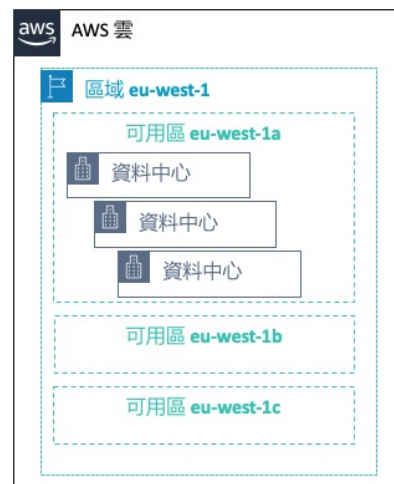 aws AWS 雲
區域 eu-west-1
可用區 eu-west-1a
資料中心
資料中心
資料中心
可用區 eu-west-1b
可用區 eu-west-1c